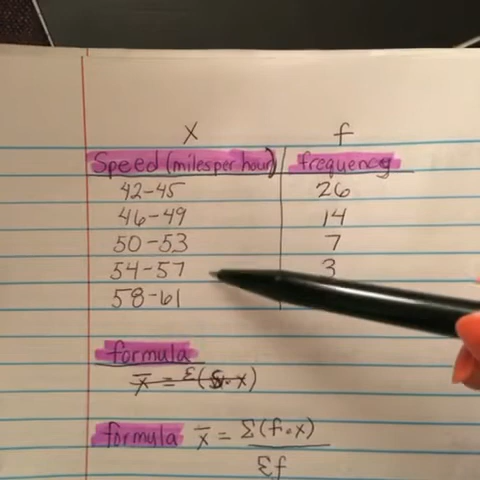 x f
Speed (miles per hour) frequency
42-45 26
46-49 14
50-53 7
54-57 3
58-61
formula
x̄ = Σ(S·x)
formula x̄ = Σ(f·x)
Σf